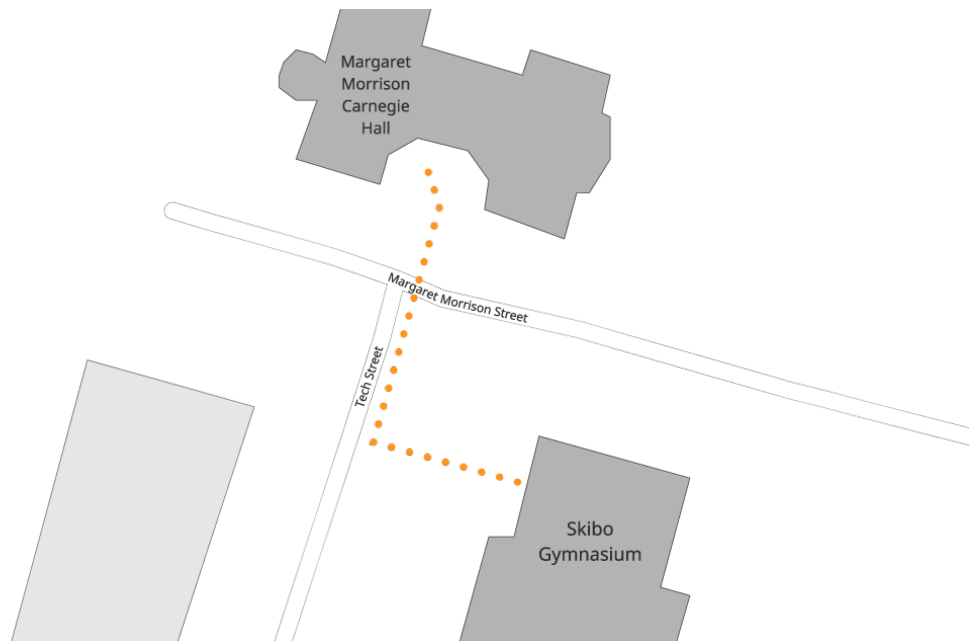 Margaret
Morrison
Carnegie
Hall
Margaret Morrison Street
Tech Street
Skibo
Gymnasium